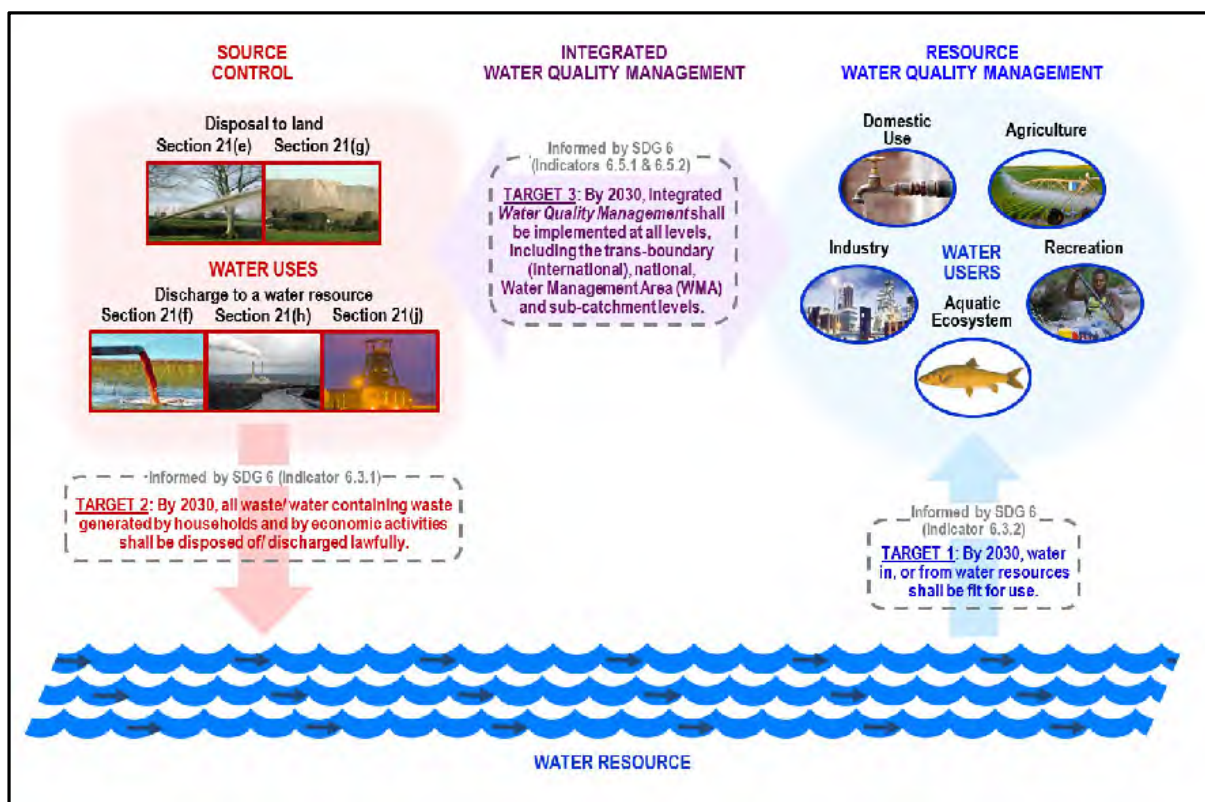 SOURCE
CONTROL
Disposal to land
Section 21(e) Section 21(g)
WATER USES
Discharge to a water resource
Section 21(f) Section 21(h) Section 21(j)
Informed by SDG 6 (Indicator 6.3.1)
TARGET 2: By 2030, all waste/ water containing waste
generated by households and by economic activities
shall be disposed of/ discharged lawfully.
INTEGRATED
WATER QUALITY MANAGEMENT
Informed by SDG 6
(Indicators 6.5.1 & 6.5.2)
TARGET 3: By 2030, Integrated
Water Quality Management shall
be implemented at all levels,
including the trans-boundary
(international), national,
Water Management Area (WMA)
and sub-catchment levels.
RESOURCE
WATER QUALITY MANAGEMENT
Domestic
Use
Agriculture
Industry
WATER
USERS
Recreation
Aquatic
Ecosystem
Informed by SDG 6
(Indicator 6.3.2)
TARGET 1: By 2030, water
in, or from water resources
shall be fit for use.
WATER RESOURCE